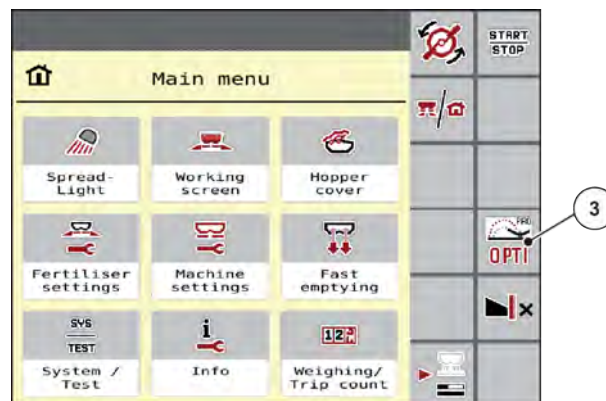 START
STOP
Main menu
Spread-
Light
Working
screen
Hopper
cover
3
PRO
OPTI
Fertiliser
settings
Machine
settings
Fast
emptying
SYS
TEST
i
System /
Test
Info
Weighing/
Trip count